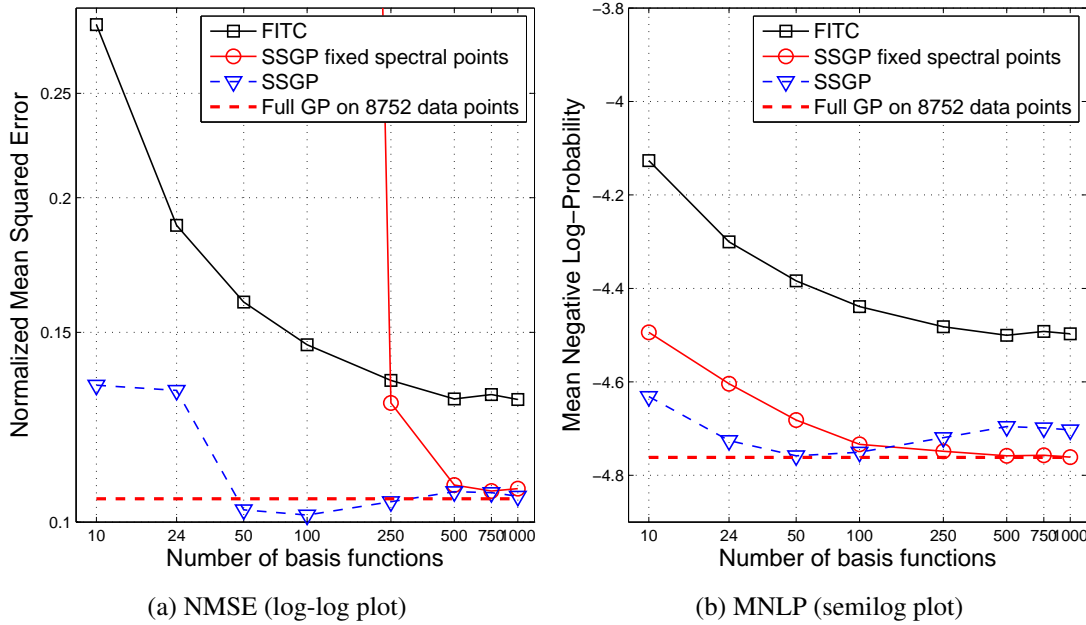 FITC
SSGP fixed spectral points
SSGP
Full GP on 8752 data points
Normalized Mean Squared Error
0.25
0.2
0.15
0.1
10 24 50 100 250 500 750 1000
Number of basis functions
(a) NMSE (log-log plot)
FITC
SSGP fixed spectral points
SSGP
Full GP on 8752 data points
Mean Negative Log−Probability
−3.8
−4
−4.2
−4.4
−4.6
−4.8
10 24 50 100 250 500 750 1000
Number of basis functions
(b) MNLP (semilog plot)